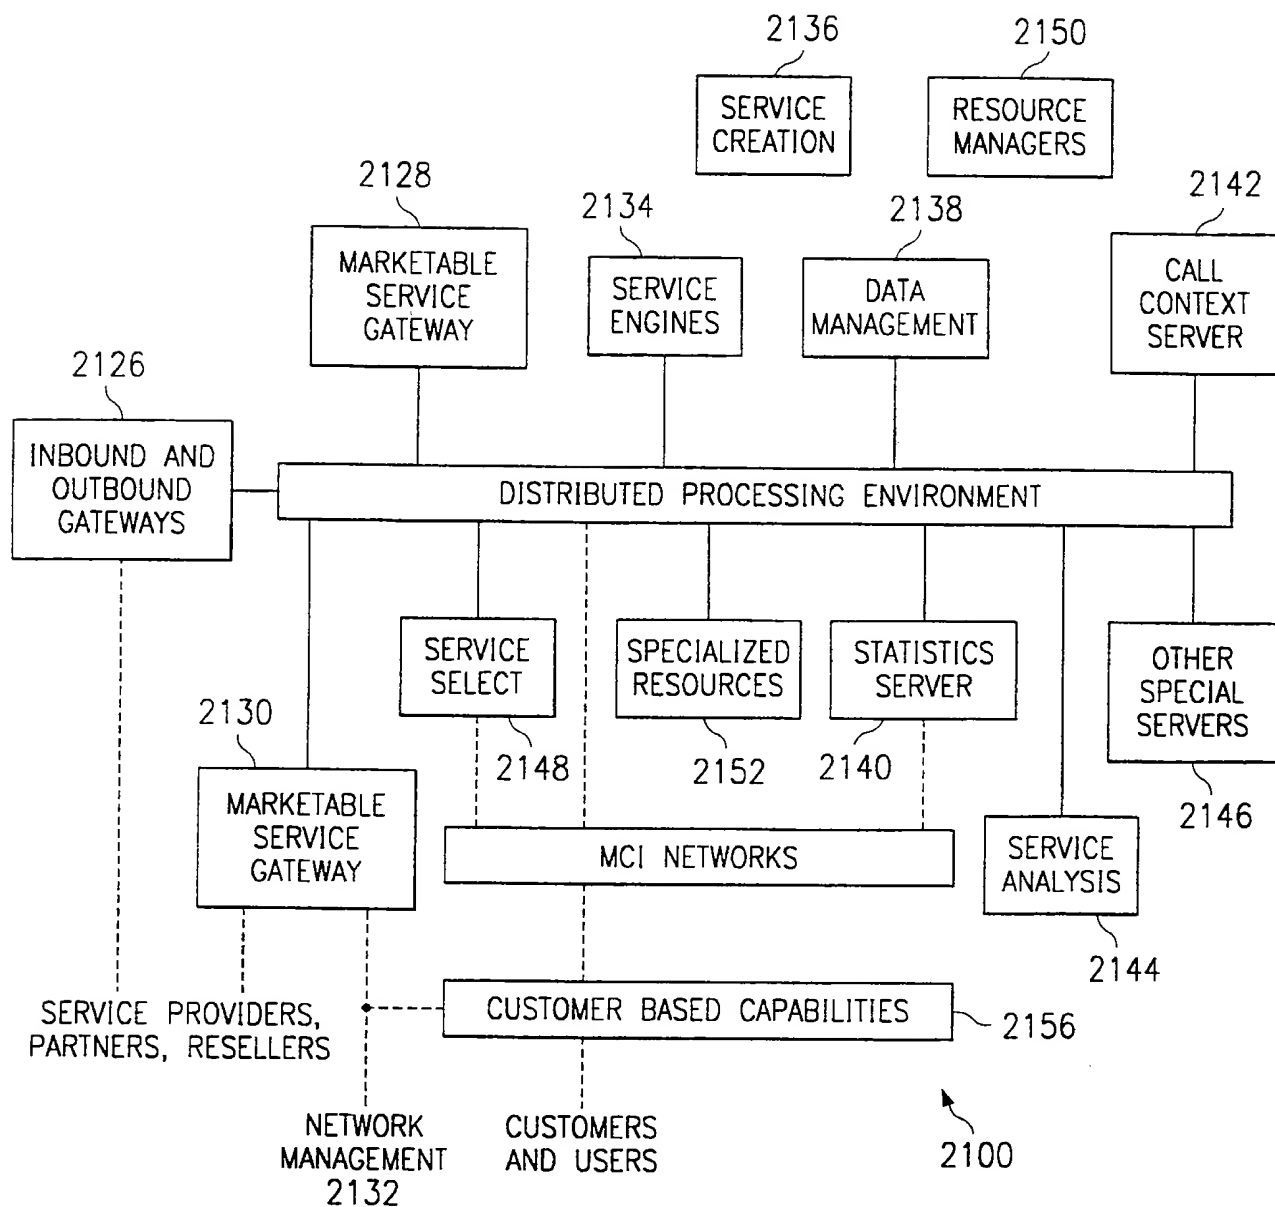 2136
2150
SERVICE
CREATION
RESOURCE
MANAGERS
2128
2134
2138
2142
MARKETABLE
SERVICE
GATEWAY
SERVICE
ENGINES
DATA
MANAGEMENT
CALL
CONTEXT
SERVER
2126
INBOUND AND
OUTBOUND
GATEWAYS
DISTRIBUTED PROCESSING ENVIRONMENT
SERVICE
SELECT
SPECIALIZED
RESOURCES
STATISTICS
SERVER
OTHER
SPECIAL
SERVERS
2130
2148
2152
2140
2146
MARKETABLE
SERVICE
GATEWAY
MCI NETWORKS
SERVICE
ANALYSIS
2144
SERVICE PROVIDERS,
PARTNERS, RESELLERS
CUSTOMER BASED CAPABILITIES
2156
NETWORK
MANAGEMENT
2132
CUSTOMERS
AND USERS
2100